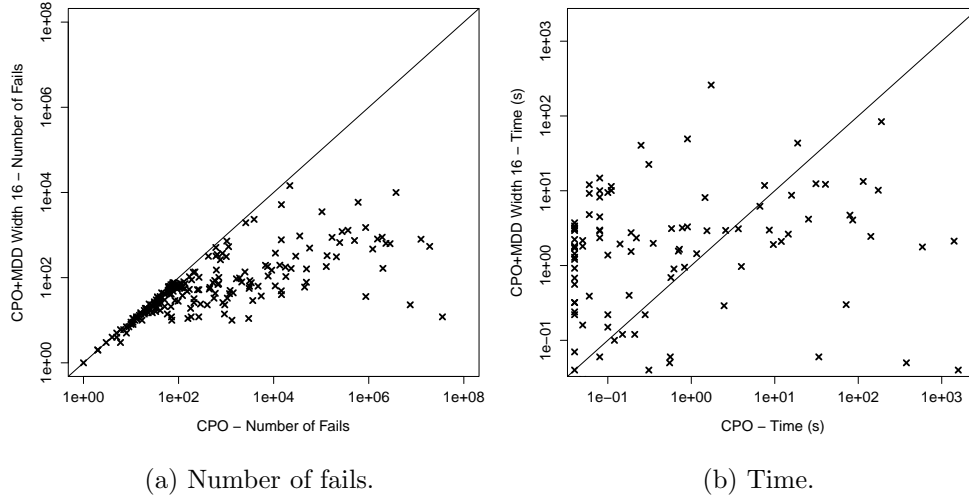 1e+00 1e+02 1e+04 1e+06 1e+08
CPO+MDD Width 16 − Number of Fails
1e+00 1e+02 1e+04 1e+06 1e+08
CPO − Number of Fails
(a) Number of fails.
1e−01 1e+00 1e+01 1e+02 1e+03
CPO+MDD Width 16 − Time (s)
1e−01 1e+00 1e+01 1e+02 1e+03
CPO − Time (s)
(b) Time.